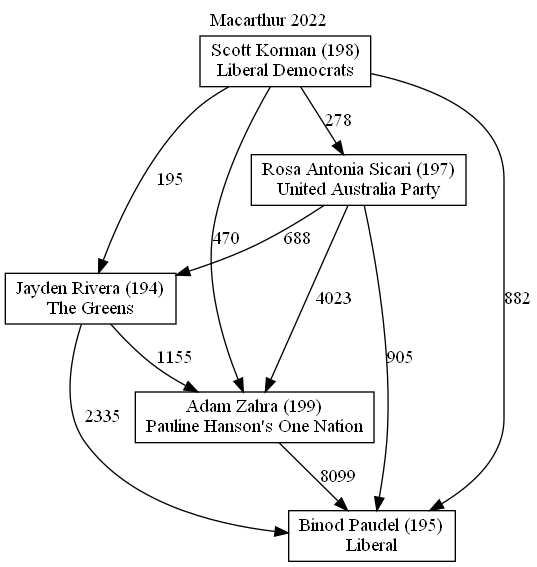 Macarthur 2022
Scott Korman (198)
Liberal Democrats
278
Rosa Antonia Sicari (197)
United Australia Party
195
470
688
Jayden Rivera (194)
The Greens
4023
882
1155
905
Adam Zahra (199)
Pauline Hanson's One Nation
2335
8099
Binod Paudel (195)
Liberal